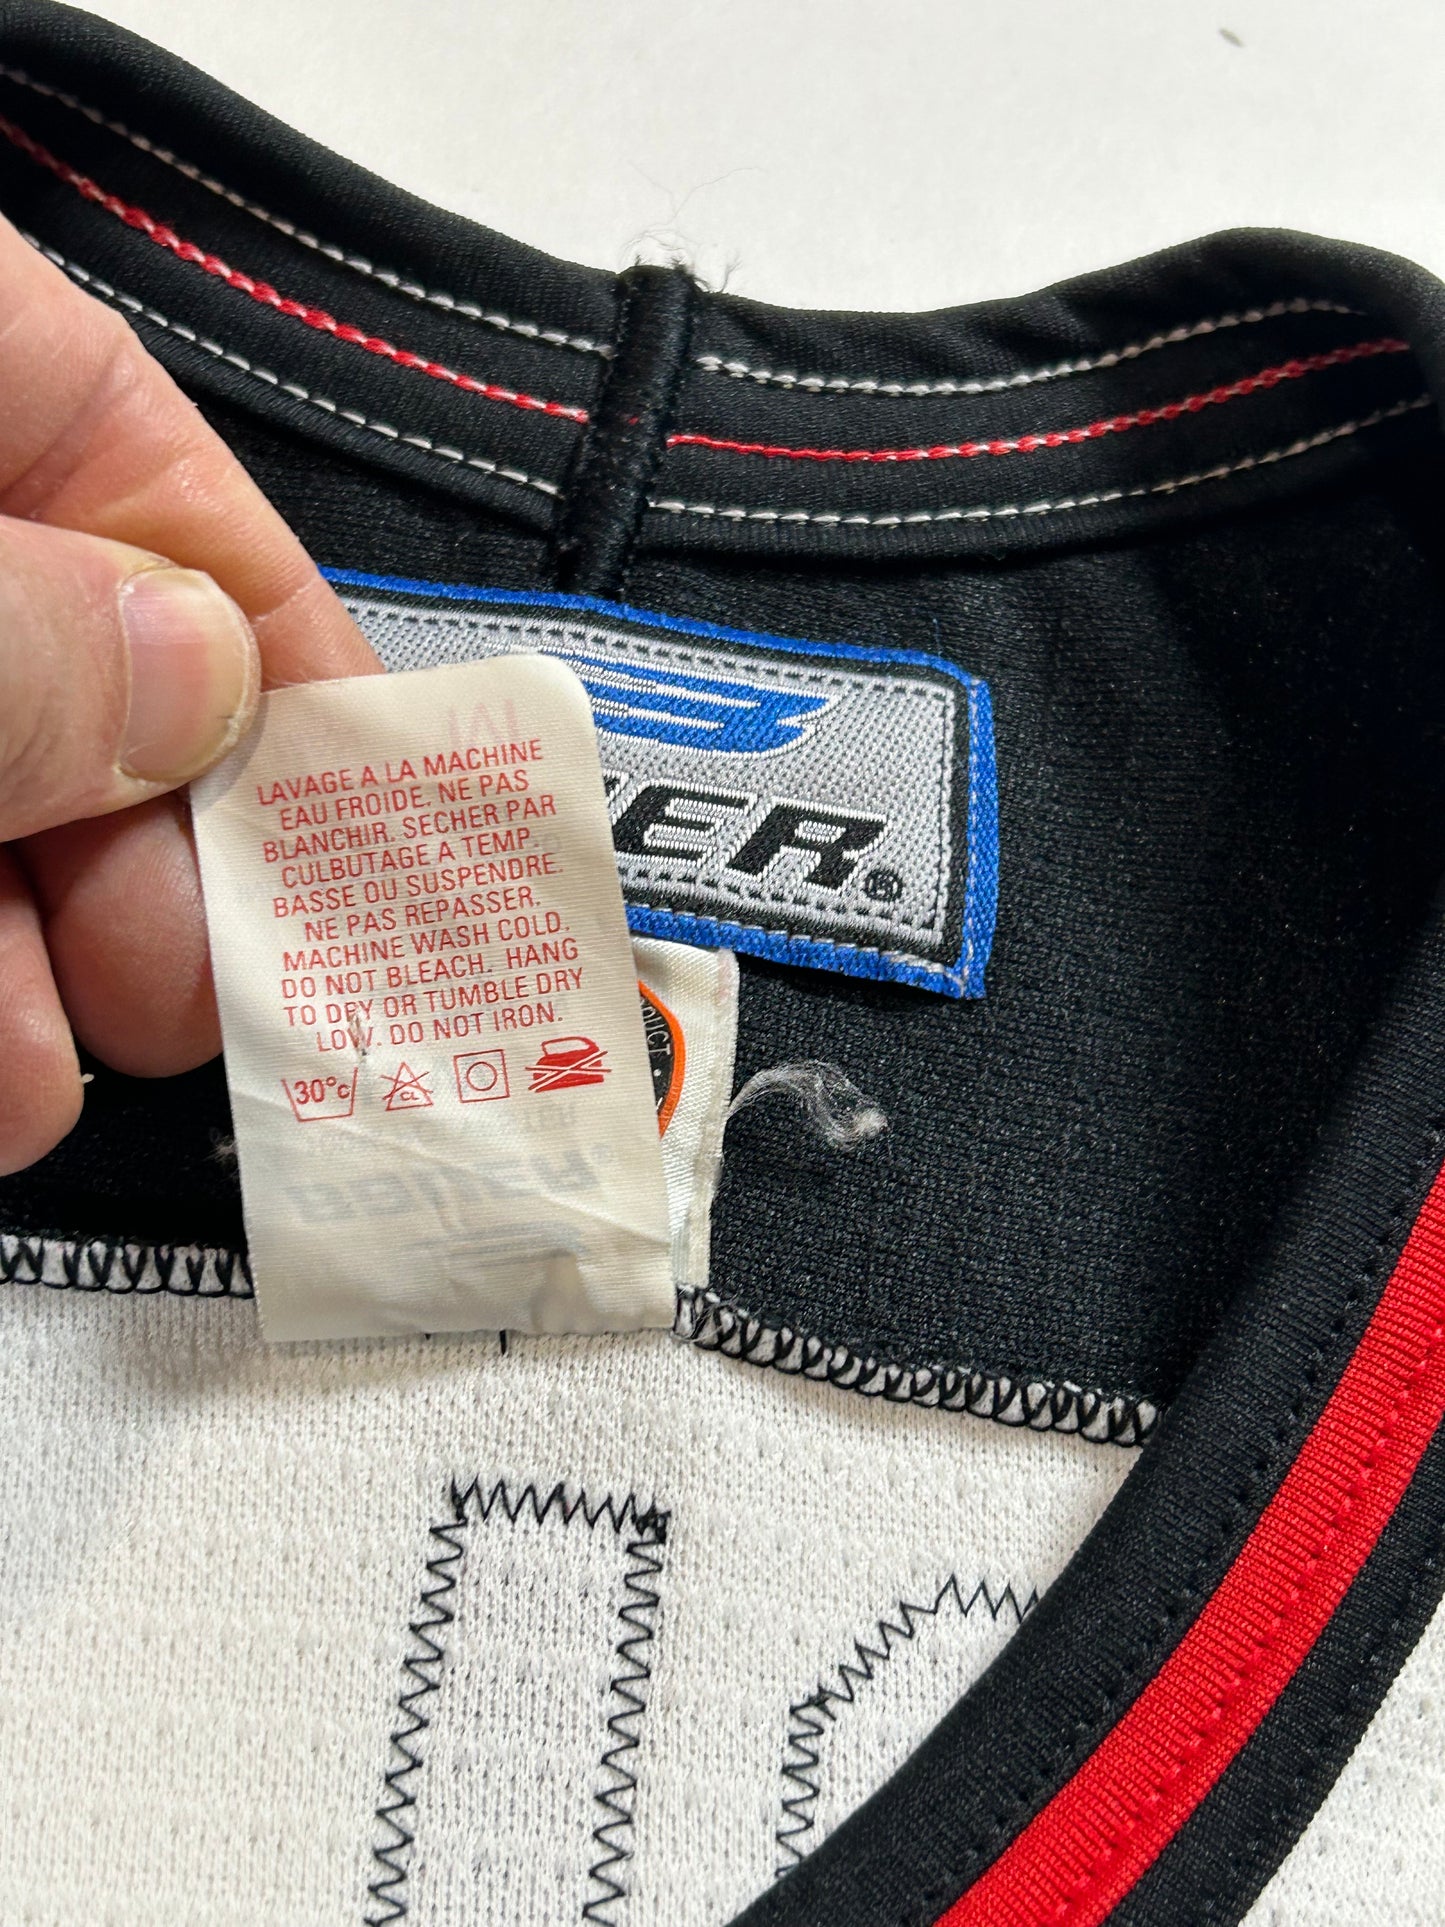 LAVAGE A LA MACHINE
EAU FROIDE. NE PAS
BLANCHIR. SECHER PAR
CULBUTAGE A TEMP.
BASSE OU SUSPENDRE.
NE PAS REPASSER.
MACHINE WASH COLD.
DO NOT BLEACH. HANG
TO DRY OR TUMBLE DRY
LOW. DO NOT IRON.
30°C
CL
ER®